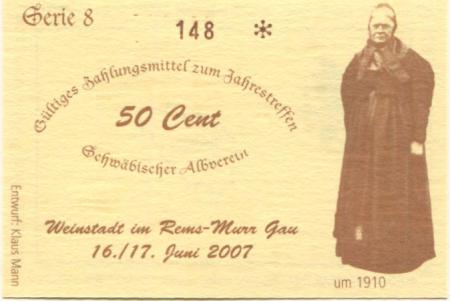 Serie 8
148 *
Gültiges Zahlungsmittel zum Jahrestreffen
50 Cent
Schwäbischer Albverein
Weinstadt im Rems-Murr Gau
16./17. Juni 2007
Entwurf: Klaus Mann
um 1910